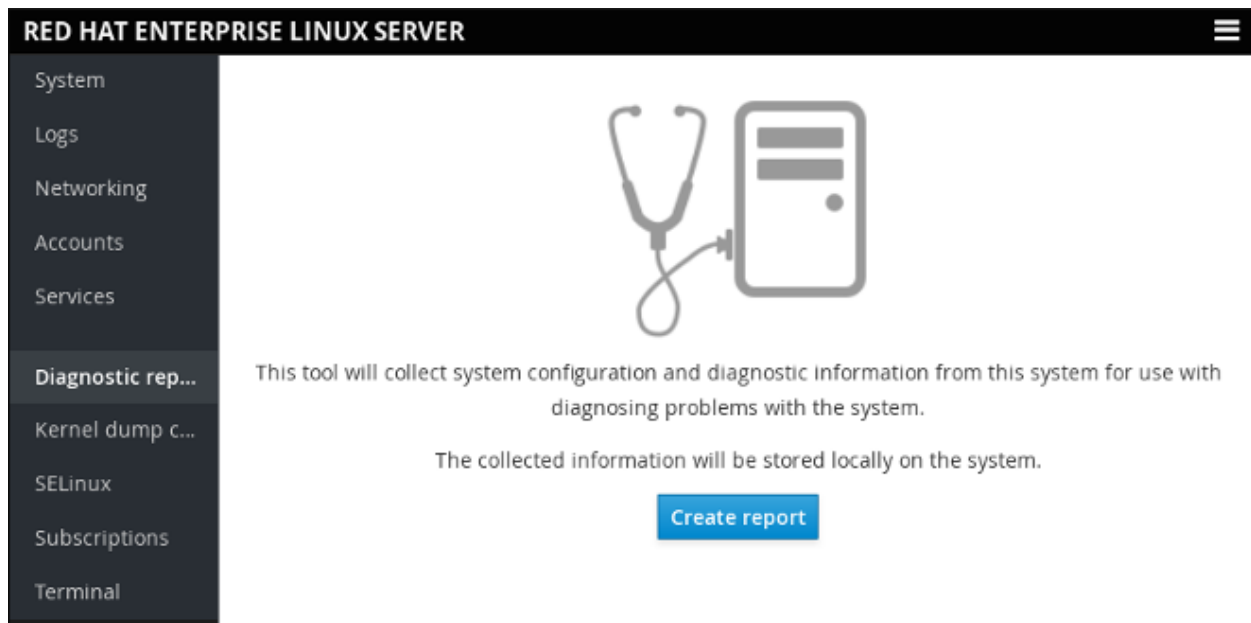 RED HAT ENTERPRISE LINUX SERVER
System
Logs
Networking
Accounts
Services
Diagnostic rep...
Kernel dump c...
SELinux
Subscriptions
Terminal
This tool will collect system configuration and diagnostic information from this system for use with
diagnosing problems with the system.
The collected information will be stored locally on the system.
Create report